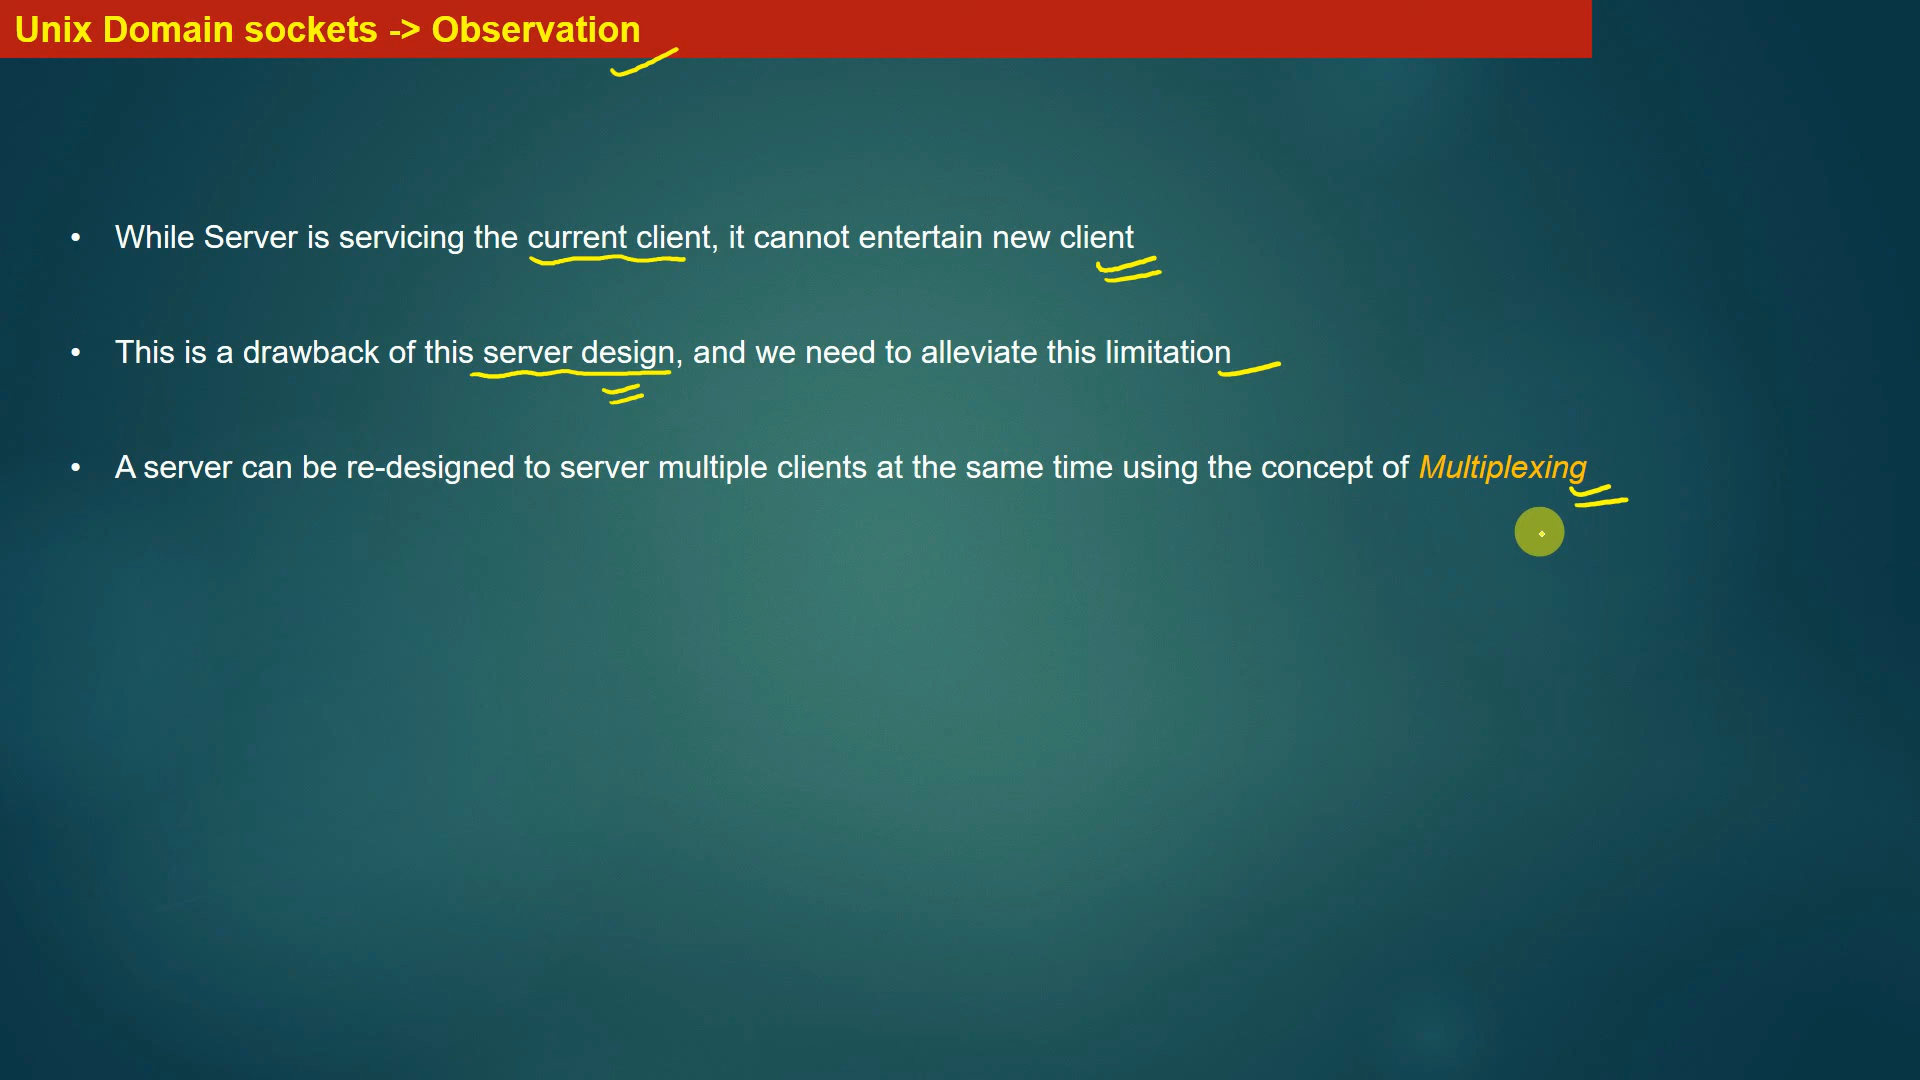 Unix Domain sockets -> Observation
• While Server is servicing the current client, it cannot entertain new client
• This is a drawback of this server design, and we need to alleviate this limitation
• A server can be re-designed to server multiple clients at the same time using the concept of Multiplexing